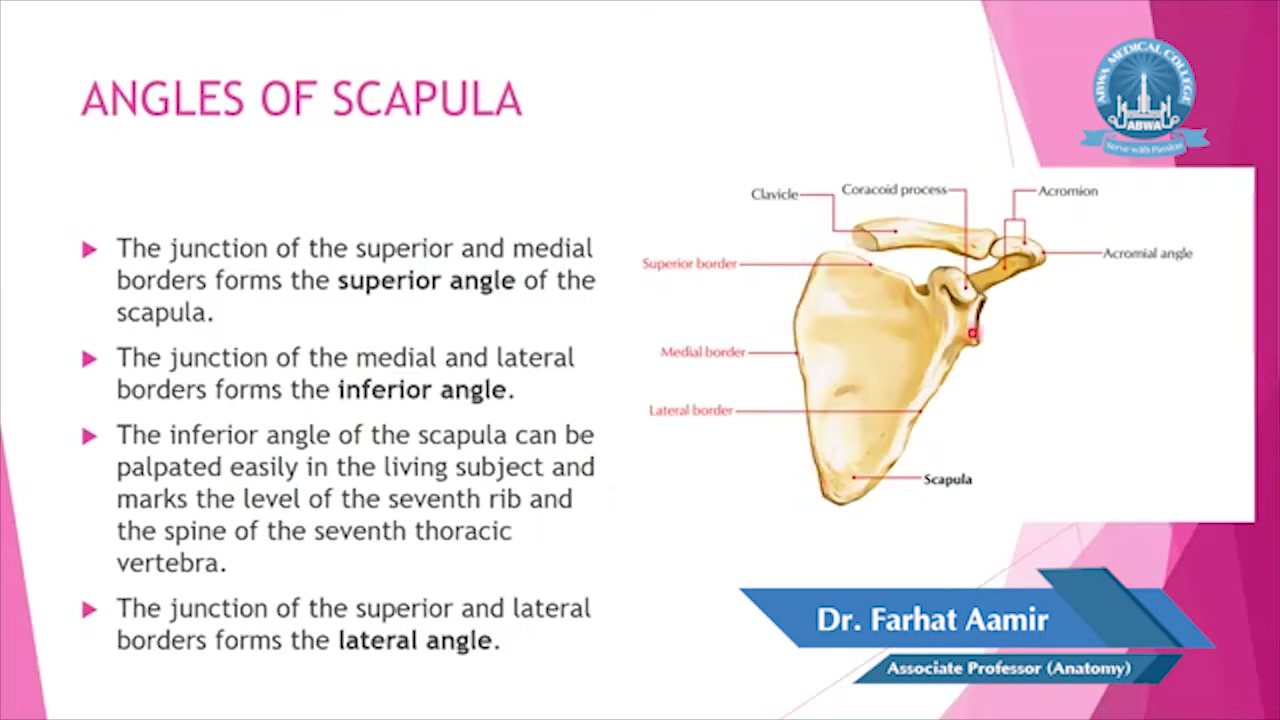 ANGLES OF SCAPULA
ABWA MEDICAL COLLEGE
ABWA
Serve with Passion
The junction of the superior and medial
borders forms the superior angle of the
scapula.
The junction of the medial and lateral
borders forms the inferior angle.
The inferior angle of the scapula can be
palpated easily in the living subject and
marks the level of the seventh rib and
the spine of the seventh thoracic
vertebra.
The junction of the superior and lateral
borders forms the lateral angle.
Clavicle
Coracoid process
Acromion
Acromial angle
Superior border
Medial border
Lateral border
Scapula
Dr. Farhat Aamir
Associate Professor (Anatomy)